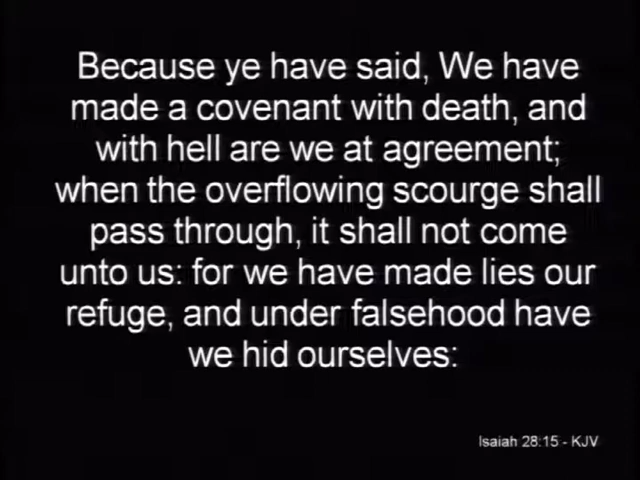 Because ye have said, We have
made a covenant with death, and
with hell are we at agreement;
when the overflowing scourge shall
pass through, it shall not come
unto us: for we have made lies our
refuge, and under falsehood have
we hid ourselves:
Isaiah 28:15 - KJV